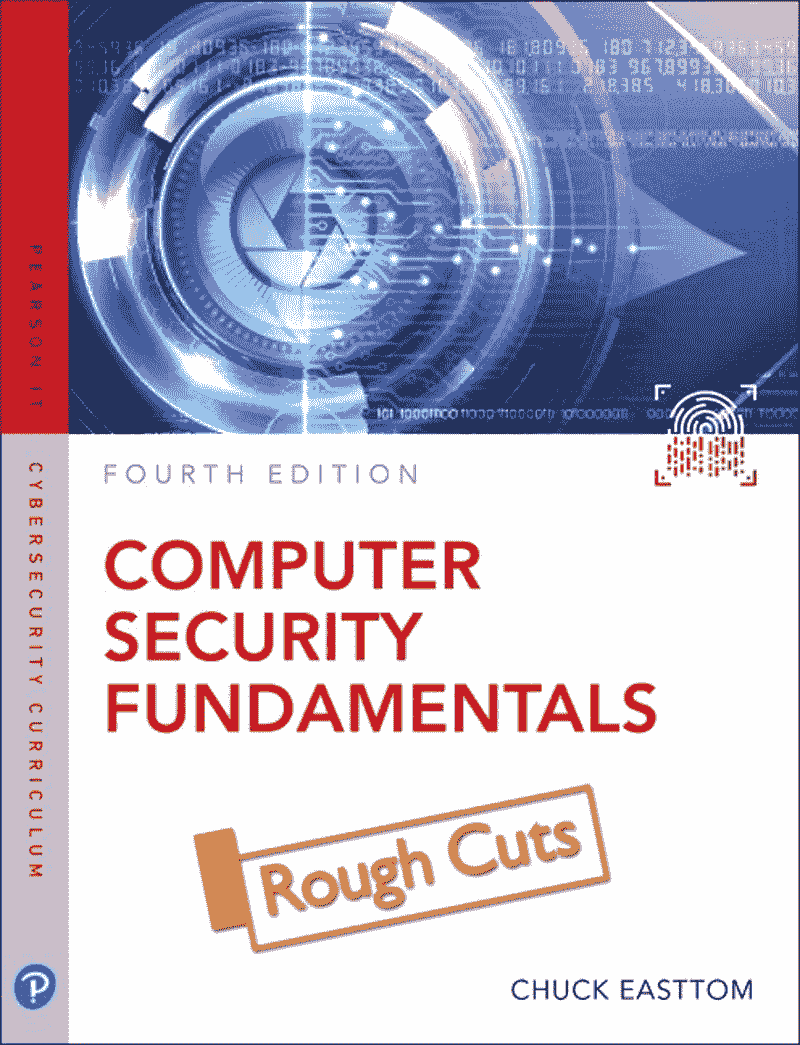 PEARSON IT
CYBERSECURITY CURRICULUM
FOURTH EDITION
COMPUTER
SECURITY
FUNDAMENTALS
Rough Cuts
CHUCK EASTTOM
P